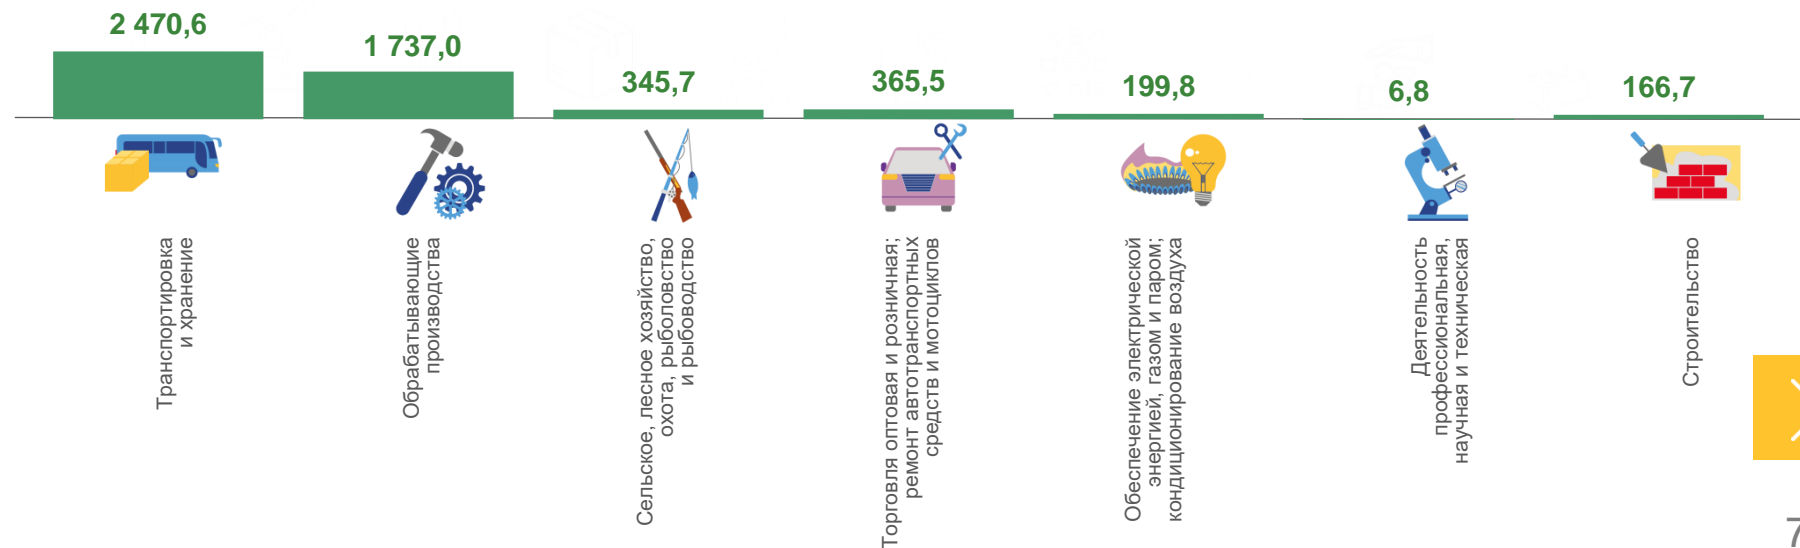 2 470,6
1 737,0
345,7
365,5
199,8
6,8
166,7
Транспортировка
и хранение
Обрабатывающие
производства
Сельское, лесное хозяйство,
охота, рыболовство
и рыбоводство
Торговля оптовая и розничная;
ремонт автотранспортных
средств и мотоциклов
Обеспечение электрической
энергией, газом и паром;
кондиционирование воздуха
Деятельность
профессиональная,
научная и техническая
Строительство
7